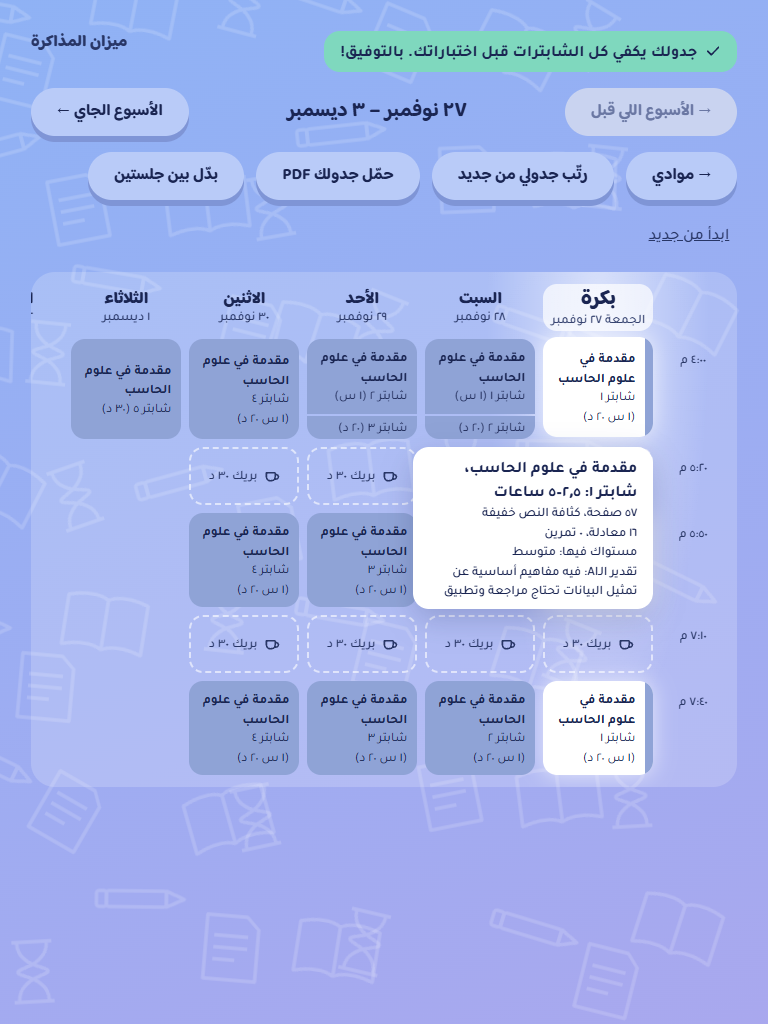 جدولك يكفي كل الشابترات قبل اختباراتك. بالتوفيق!
ميزان المذاكرة
→ الأسبوع اللي قبل
٢٧ نوفمبر – ٣ ديسمبر
الأسبوع الجاي ←
→ موادي
رتّب جدولي من جديد
حمّل جدولك PDF
بدّل بين جلستين
ابدأ من جديد
بكرة
الجمعة ٢٧ نوفمبر
السبت
٢٨ نوفمبر
الأحد
٢٩ نوفمبر
الاثنين
٣٠ نوفمبر
الثلاثاء
١ ديسمبر
٤:٠٠ م
مقدمة في
علوم الحاسب
شابتر ١
(١ س ٢٠ د)
مقدمة في علوم
الحاسب
شابتر ١ (١ س)
شابتر ٢ (٢٠ د)
مقدمة في علوم
الحاسب
شابتر ٢ (١ س)
شابتر ٣ (٢٠ د)
مقدمة في علوم
الحاسب
شابتر ٤
(١ س ٢٠ د)
مقدمة في علوم
الحاسب
شابتر ٥ (٣٠ د)
٥:٢٠ م
مقدمة في علوم الحاسب،
شابتر ١: ٢٫٥-٥ ساعات
٥٧ صفحة، كثافة النص خفيفة
١٦ معادلة، ٠ تمرين
مستواك فيها: متوسط
تقدير الـAI: فيه مفاهيم أساسية عن
تمثيل البيانات تحتاج مراجعة وتطبيق
بريك ٣٠ د
بريك ٣٠ د
٥:٥٠ م
مقدمة في علوم
الحاسب
شابتر ٣
(١ س ٢٠ د)
مقدمة في علوم
الحاسب
شابتر ٤
(١ س ٢٠ د)
٧:١٠ م
بريك ٣٠ د
بريك ٣٠ د
بريك ٣٠ د
بريك ٣٠ د
٧:٤٠ م
مقدمة في
علوم الحاسب
شابتر ١
(١ س ٢٠ د)
مقدمة في علوم
الحاسب
شابتر ٢
(١ س ٢٠ د)
مقدمة في علوم
الحاسب
شابتر ٣
(١ س ٢٠ د)
مقدمة في علوم
الحاسب
شابتر ٤
(١ س ٢٠ د)